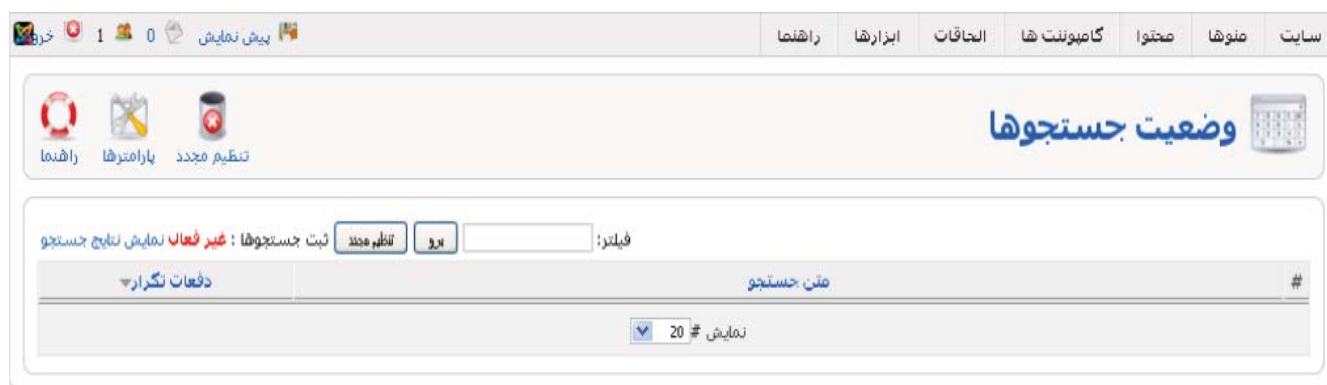 سایت منوها محتوا کامپوننت ها الحاقات ابزارها راهنما پیش نمایش 0 1 خرو
وضعیت جستجوها
تنظیم مجدد پارامترها راهنما
فیلتر: برو تنظیم مجدد ثبت جستجوها : غیر فعال نمایش نتایج جستجو
# متن جستجو دفعات تکرار
نمایش # 20